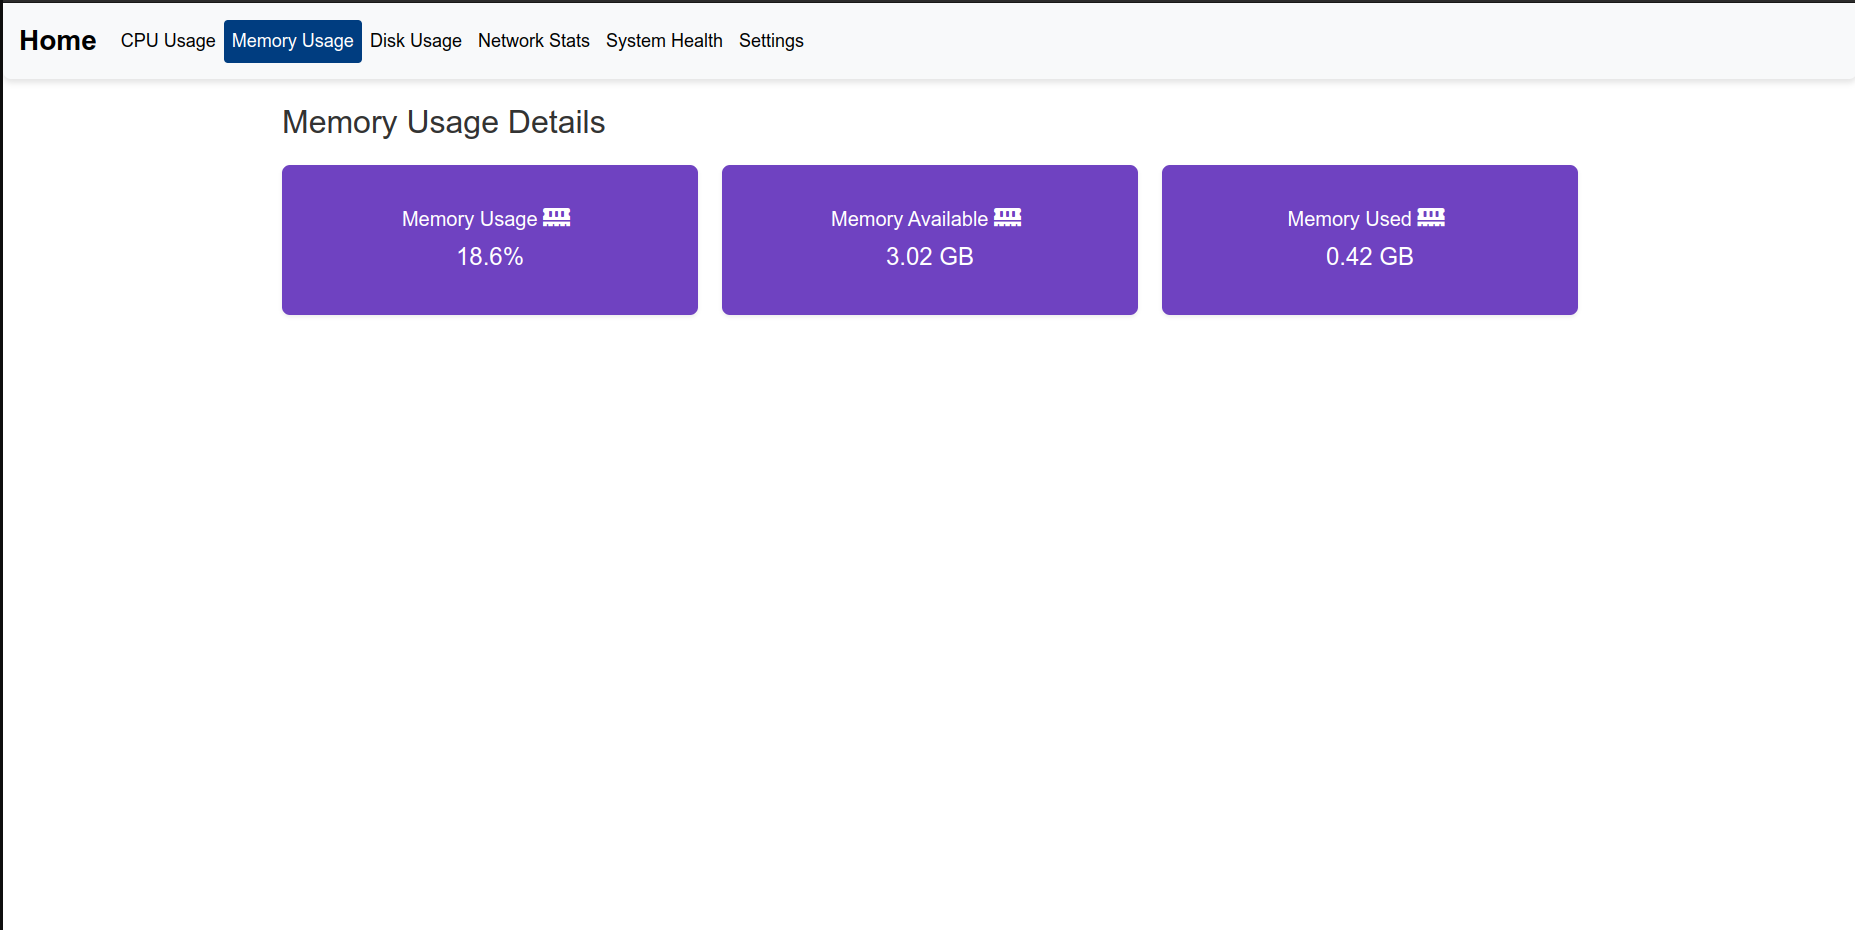 Home CPU Usage Memory Usage Disk Usage Network Stats System Health Settings
Memory Usage Details
Memory Usage
18.6%
Memory Available
3.02 GB
Memory Used
0.42 GB